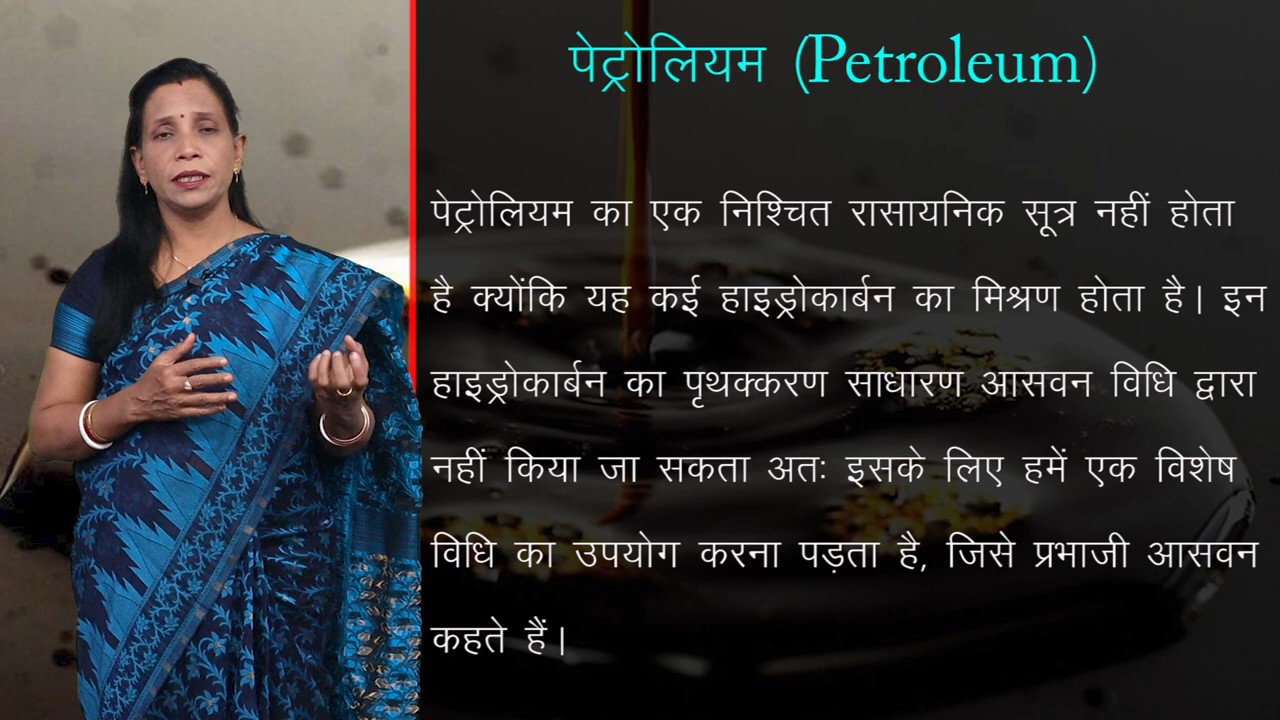 पेट्रोलियम (Petroleum)
पेट्रोलियम का एक निश्चित रासायनिक सूत्र नहीं होता
है क्योंकि यह कई हाइड्रोकार्बन का मिश्रण होता है। इन
हाइड्रोकार्बन का पृथक्करण साधारण आसवन विधि द्वारा
नहीं किया जा सकता अतः इसके लिए हमें एक विशेष
विधि का उपयोग करना पड़ता है, जिसे प्रभाजी आसवन
कहते हैं।